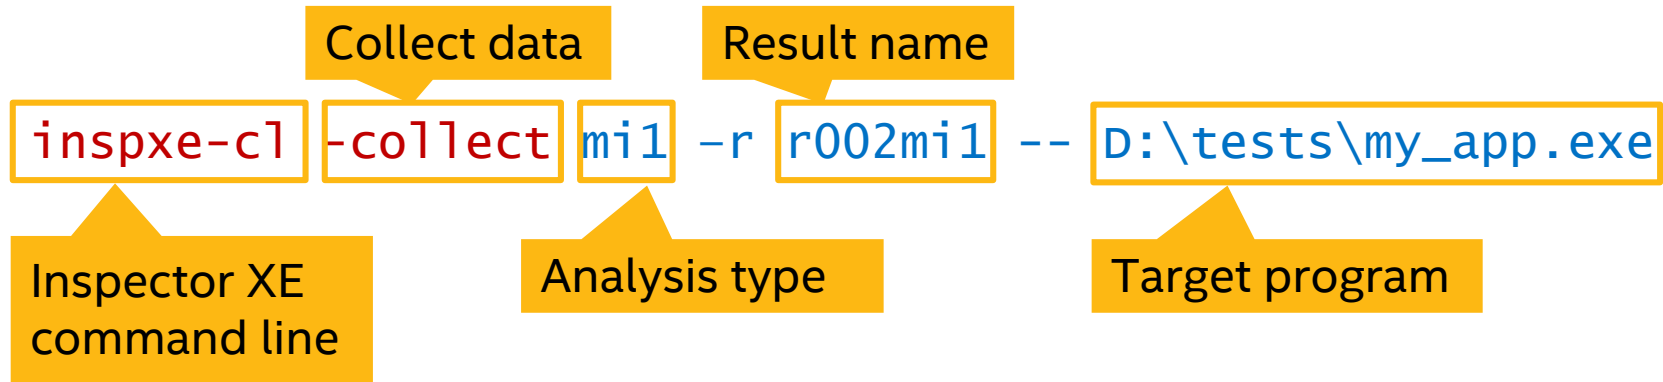 Collect data
Result name
inspxe-cl -collect mi1 –r r002mi1 -- D:\tests\my_app.exe
Inspector XE
command line
Analysis type
Target program